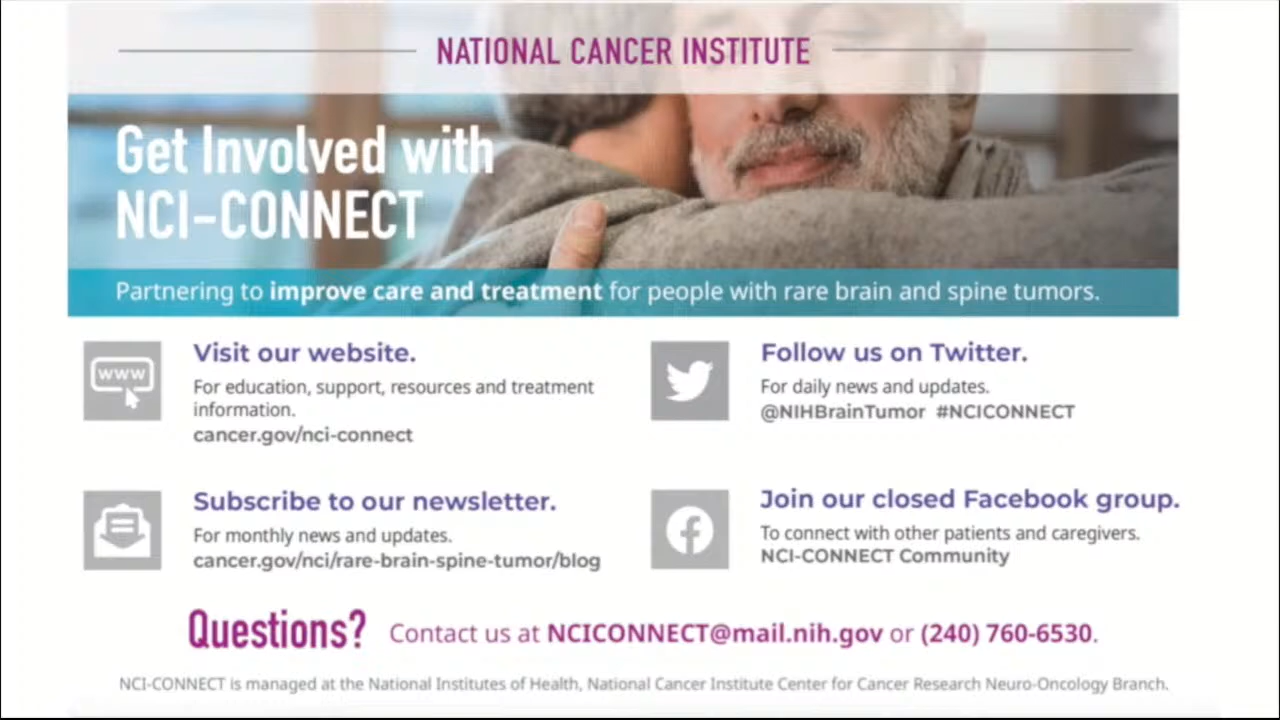 NATIONAL CANCER INSTITUTE
Get Involved with
NCI-CONNECT
Partnering to improve care and treatment for people with rare brain and spine tumors.
www
Visit our website.
For education, support, resources and treatment
information.
cancer.gov/nci-connect
Follow us on Twitter.
For daily news and updates.
@NIHBrainTumor #NCICONNECT
Subscribe to our newsletter.
For monthly news and updates.
cancer.gov/nci/rare-brain-spine-tumor/blog
Join our closed Facebook group.
To connect with other patients and caregivers.
NCI-CONNECT Community
Questions? Contact us at NCICONNECT@mail.nih.gov or (240) 760-6530.
NCI-CONNECT is managed at the National Institutes of Health, National Cancer Institute Center for Cancer Research Neuro-Oncology Branch.